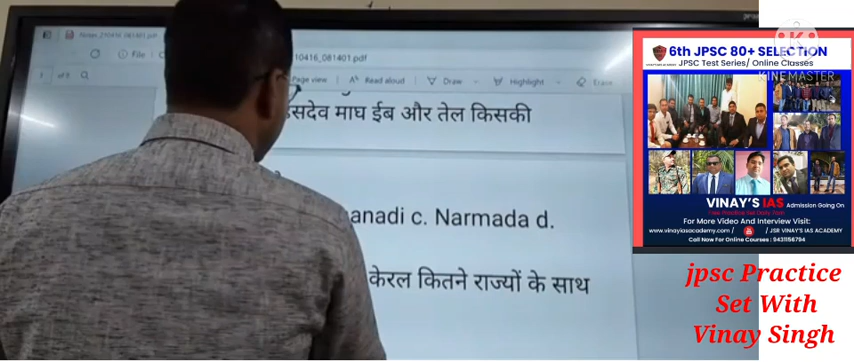 10416_081401.pdf
file
Page view
Read aloud
Draw
Highlight
Erase
माघ ईब और तेल किसकी
anadi c. Narmada d.
केरल कितने राज्यों के साथ
6th JPSC 80+ SELECTION
JPSC Test Series/ Online Classes
KINEMASTER
VINAY'S IAS Admission Going On
For More Video And Interview Visit:
www.vinayiasacademy.com / / JSR VINAY'S IAS ACADEMY
Call Now For Online Courses : 9431156794
jpsc Practice
Set With
Vinay Singh